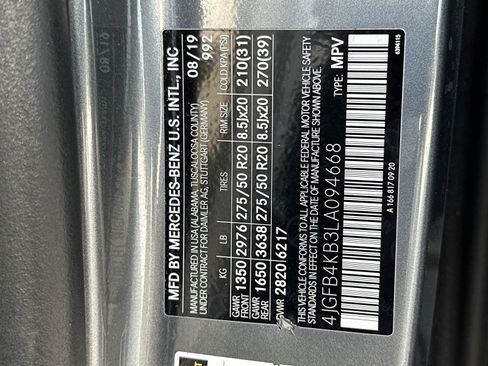 MFD BY MERCEDES-BENZ U.S. INTL., INC
MANUFACTURED IN USA (ALABAMA, TUSCALOOSA COUNTY) 08/19
UNDER CONTRACT FOR DAIMLER AG, STUTTGART (GERMANY) 992
KG LB TIRES RIM SIZE COLD KPA (PSI)
GAWR FRONT 1350 2976 275/50 R20 8.5Jx20 210(31)
GAWR REAR 1650 3638 275/50 R20 8.5Jx20 270(39)
GVWR 2820 6217
THIS VEHICLE CONFORMS TO ALL APPLICABLE FEDERAL MOTOR VEHICLE SAFETY
STANDARDS IN EFFECT ON THE DATE OF MANUFACTURE SHOWN ABOVE.
4JGFB4KB3LA094668 TYPE: MPV
A 166 817 09 20